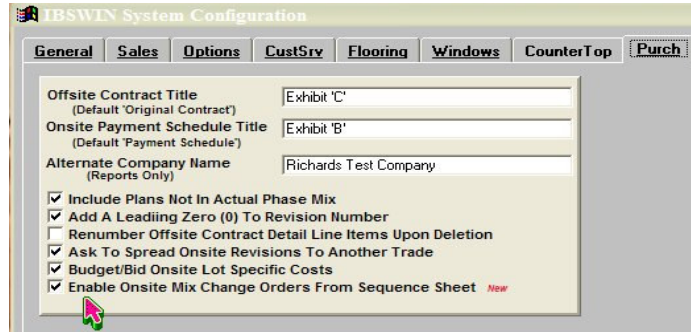 IBSWIN System Configuration
General Sales Options CustSrv Flooring Windows CounterTop Purch
Offsite Contract Title Exhibit 'C'
(Default 'Original Contract')
Onsite Payment Schedule Title Exhibit 'B'
(Default 'Payment Schedule')
Alternate Company Name Richards Test Company
(Reports Only)
Include Plans Not In Actual Phase Mix
Add A Leadiing Zero (0) To Revision Number
Renumber Offsite Contract Detail Line Items Upon Deletion
Ask To Spread Onsite Revisions To Another Trade
Budget/Bid Onsite Lot Specific Costs
Enable Onsite Mix Change Orders From Sequence Sheet New